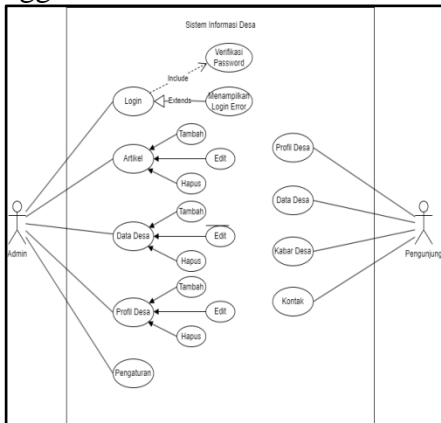 Sistem Informasi Desa
Verifikasi
Password
Include
Login
Extends
Menampilkan
Login Error
Tambah
Artikel
Edit
Hapus
Tambah
Data Desa
Edit
Hapus
Tambah
Profil Desa
Edit
Hapus
Pengaturan
Admin
Profil Desa
Data Desa
Kabar Desa
Kontak
Pengunjung